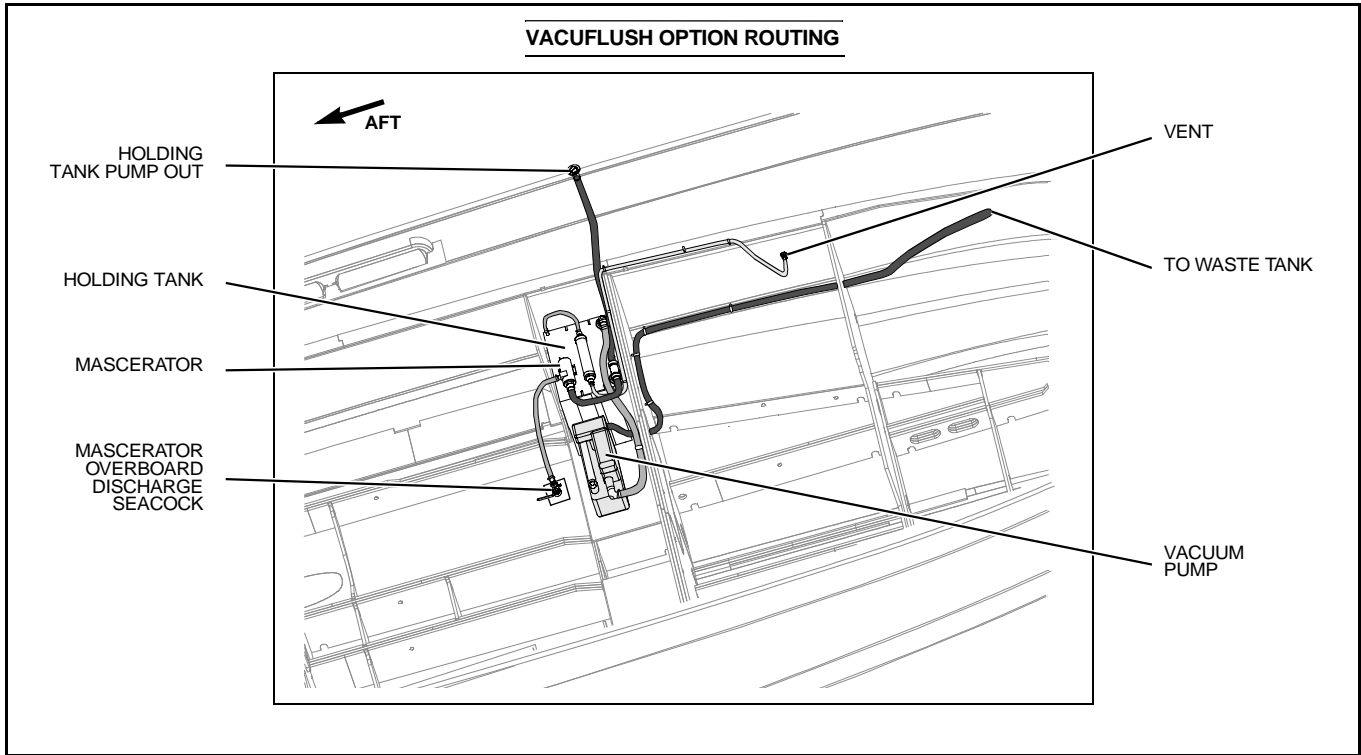 VACUFLUSH OPTION ROUTING
AFT
HOLDING
TANK PUMP OUT
HOLDING TANK
MASCERATOR
MASCERATOR
OVERBOARD
DISCHARGE
SEACOCK
VENT
TO WASTE TANK
VACUUM
PUMP